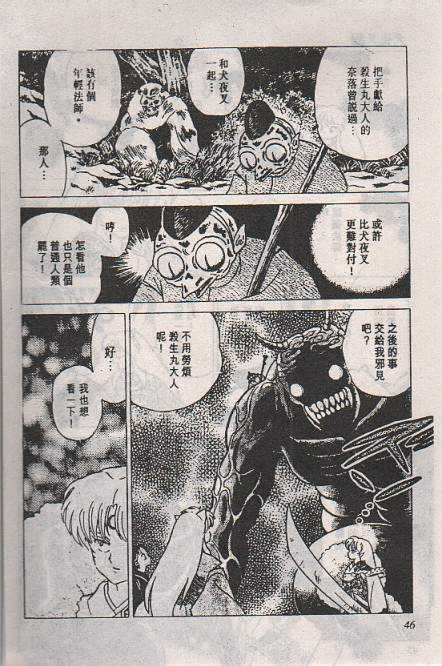 把手獻給
殺生丸大人的
奈落曾說過…
和犬夜叉
一起…
該有個
年輕法師。
那人…
或許
比犬夜叉
更難對付！
哼！
怎看他
也只是個
普通人類
罷了！
之後的事
交給我邪見
吧？
不用勞煩
殺生丸大人
呢！
好…
我也想
看一下！
46